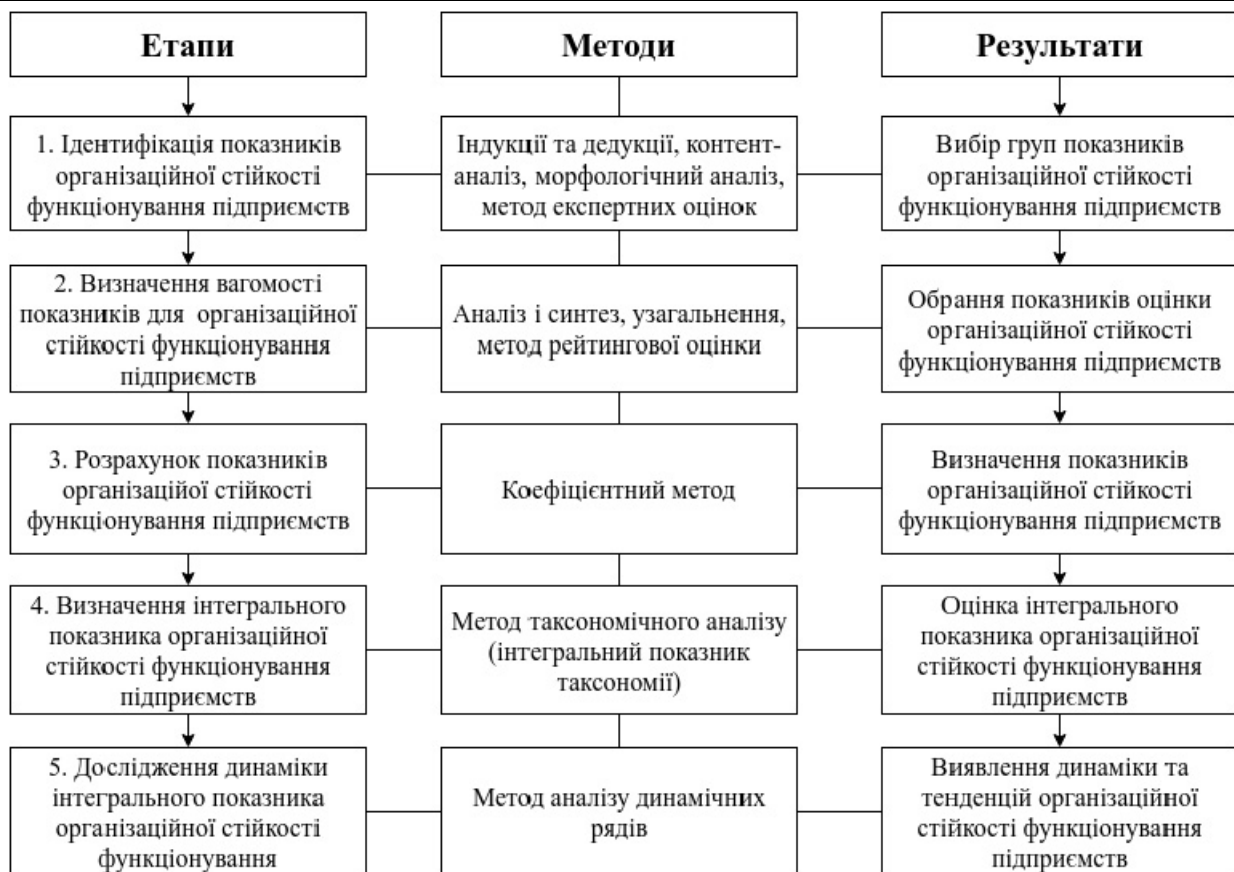 Етапи
Методи
Результати
1. Ідентифікація показників
організаційної стійкості
функціонування підприємств
Індукції та дедукції, контент-
аналіз, морфологічний аналіз,
метод експертних оцінок
Вибір груп показників
організаційної стійкості
функціонування підприємств
2. Визначення вагомості
показників для організаційної
стійкості функціонування
підприємств
Аналіз і синтез, узагальнення,
метод рейтингової оцінки
Обрання показників оцінки
організаційної стійкості
функціонування підприємств
3. Розрахунок показників
організаційої стійкості
функціонування підприємств
Коефіцієнтний метод
Визначення показників
організаційної стійкості
функціонування підприємств
4. Визначення інтегрального
показника організаційної
стійкості функціонування
підприємств
Метод таксономічного аналізу
(інтегральний показник
таксономії)
Оцінка інтегрального
показника організаційної
стійкості функціонування
підприємств
5. Дослідження динаміки
інтегрального показника
організаційної стійкості
функціонування
Метод аналізу динамічних
рядів
Виявлення динаміки та
тенденцій організаційної
стійкості функціонування
підприємств